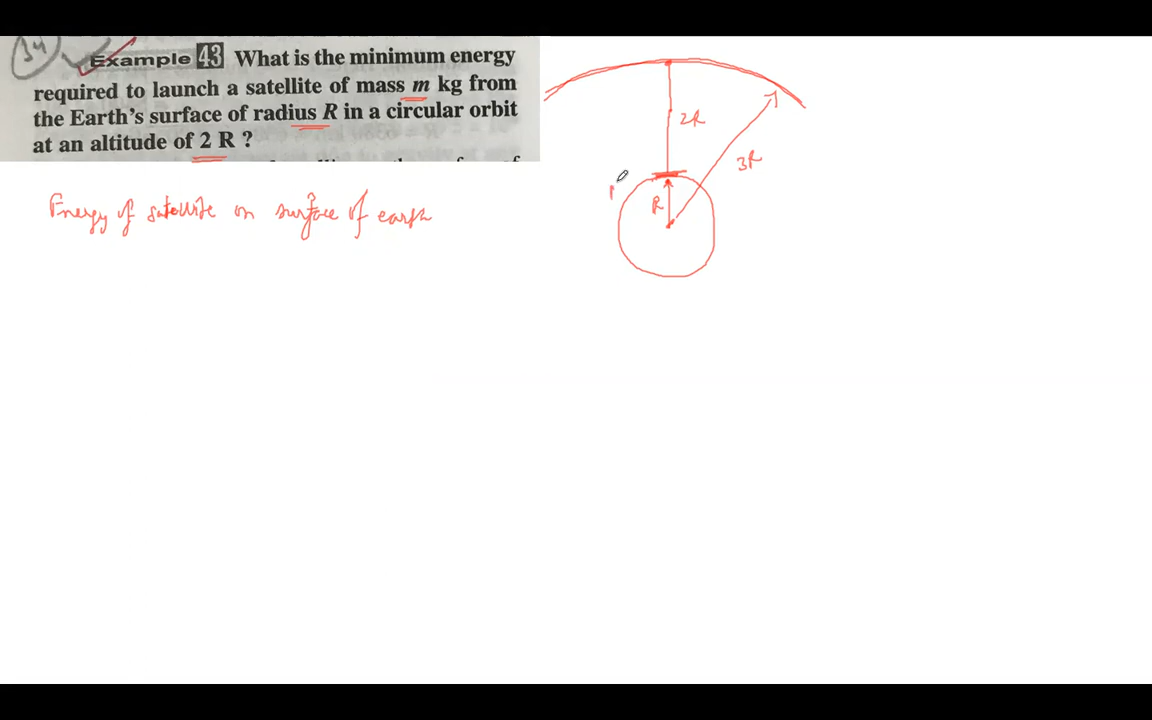 34
Example 43 What is the minimum energy
required to launch a satellite of mass m kg from
the Earth's surface of radius R in a circular orbit
at an altitude of 2 R ?
Energy of satellite on surface of earth
2R
3R
R